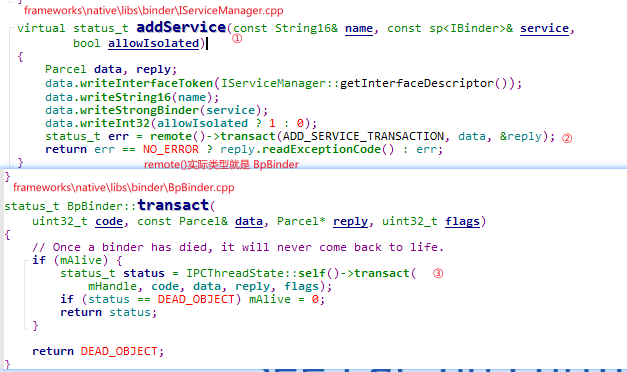 frameworks\native\libs\binder\IServiceManager.cpp
virtual status_t addService(const String16& name, const sp<IBinder>& service,
bool allowIsolated) ①
{
Parcel data, reply;
data.writeInterfaceToken(IServiceManager::getInterfaceDescriptor());
data.writeString16(name);
data.writeStrongBinder(service);
data.writeInt32(allowIsolated ? 1 : 0);
status_t err = remote()->transact(ADD_SERVICE_TRANSACTION, data, &reply); ②
return err == NO_ERROR ? reply.readExceptionCode() : err;
} remote()实际类型就是 BpBinder
}
frameworks\native\libs\binder\BpBinder.cpp
status_t BpBinder::transact(
uint32_t code, const Parcel& data, Parcel* reply, uint32_t flags)
{
// Once a binder has died, it will never come back to life.
if (mAlive) {
status_t status = IPCThreadState::self()->transact( ③
mHandle, code, data, reply, flags);
if (status == DEAD_OBJECT) mAlive = 0;
return status;
}
return DEAD_OBJECT;
}